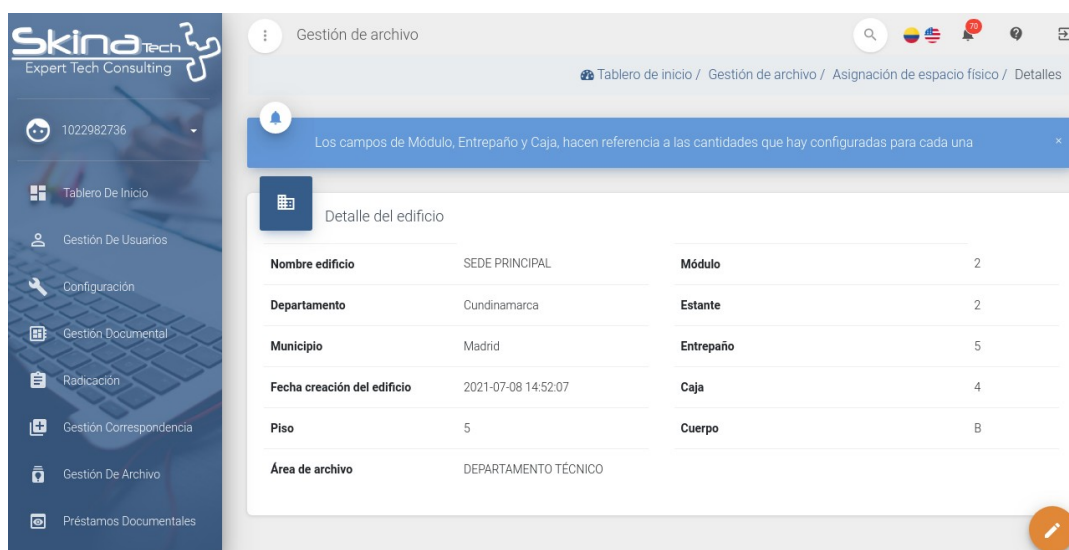 Skina Tech
Expert Tech Consulting
1022982736
Tablero De Inicio
Gestión De Usuarios
Configuración
Gestión Documental
Radicación
Gestión Correspondencia
Gestión De Archivo
Préstamos Documentales
Gestión de archivo
70
Tablero de inicio / Gestión de archivo / Asignación de espacio físico / Detalles
Los campos de Módulo, Entrepaño y Caja, hacen referencia a las cantidades que hay configuradas para cada una ×
Detalle del edificio
Nombre edificio SEDE PRINCIPAL Módulo 2
Departamento Cundinamarca Estante 2
Municipio Madrid Entrepaño 5
Fecha creación del edificio 2021-07-08 14:52:07 Caja 4
Piso 5 Cuerpo B
Área de archivo DEPARTAMENTO TÉCNICO